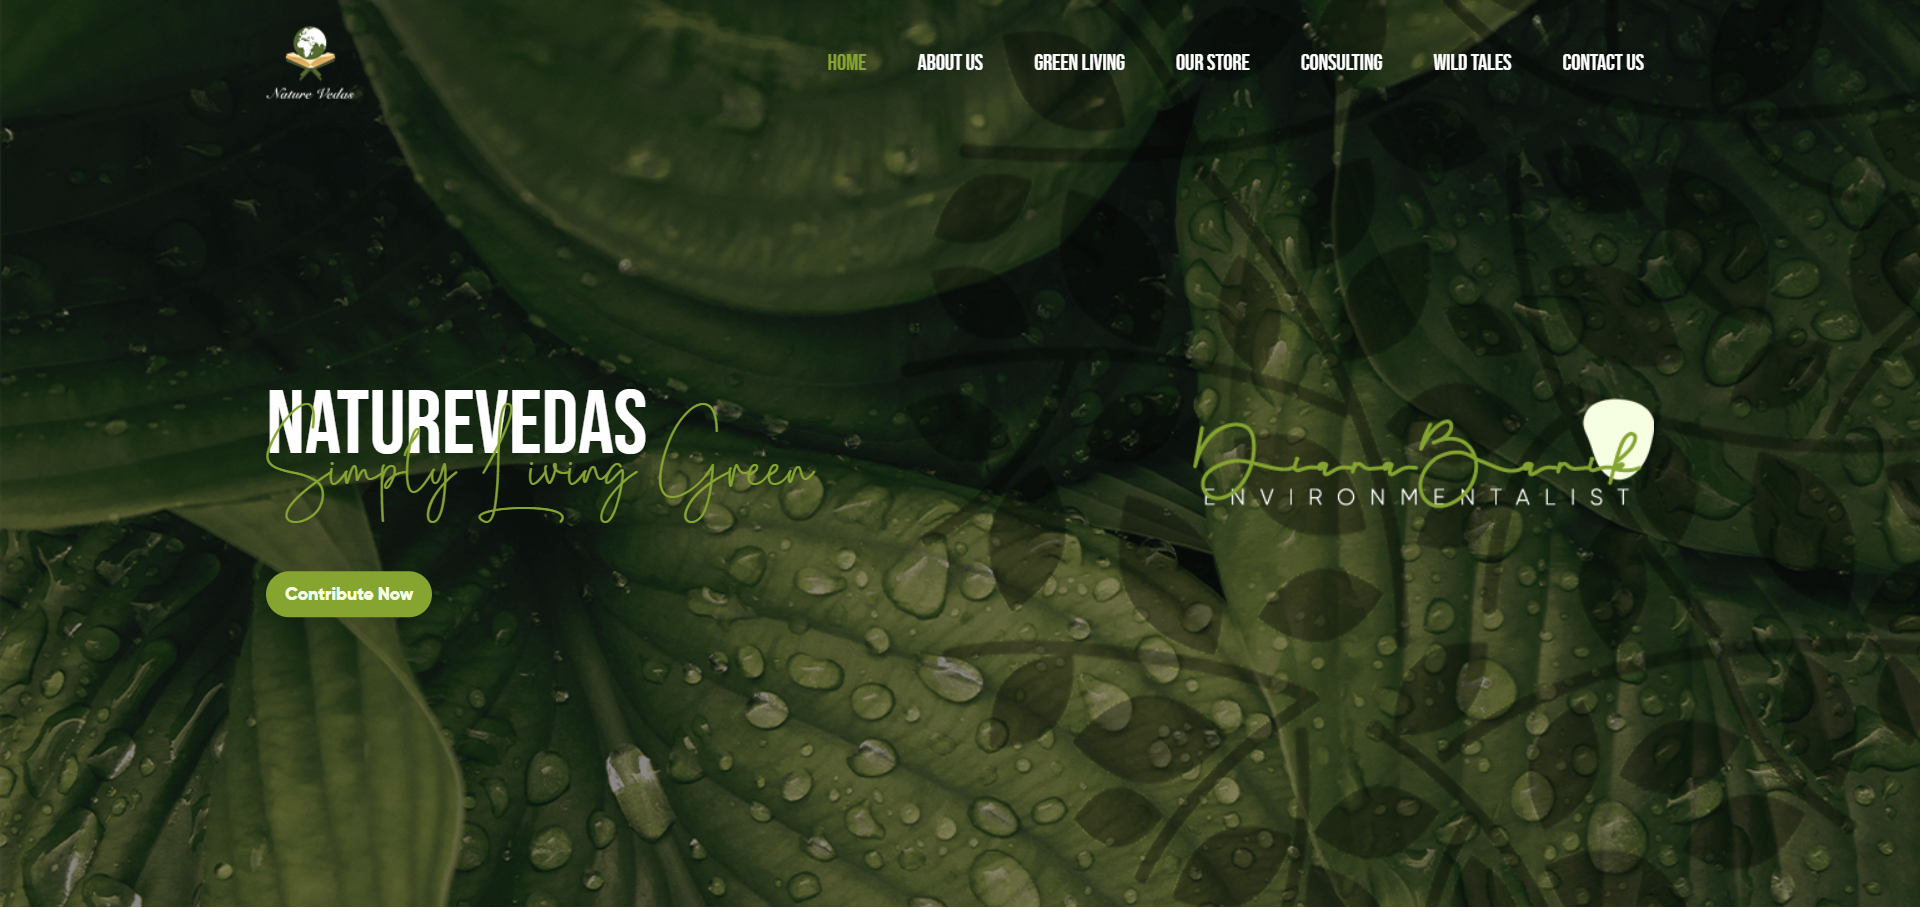 Nature Vedas
HOME ABOUT US GREEN LIVING OUR STORE CONSULTING WILD TALES CONTACT US
NATUREVEDAS
Simply Living Green
Diana Banik
ENVIRONMENTALIST
Contribute Now